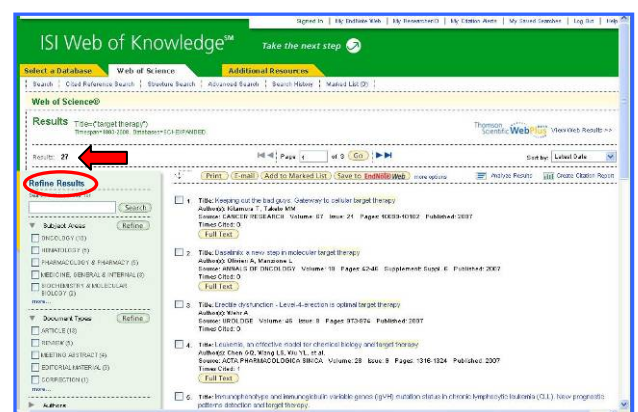 Signed In | My EndNote Web | My ResearcherID | My Citation Alerts | My Saved Searches | Log Out | Help
ISI Web of Knowledge℠ Take the next step
Select a Database Web of Science Additional Resources
Search | Cited Reference Search | Structure Search | Advanced Search | Search History | Marked List (0)
Web of Science®
Results Title=("target therapy")
Databases=SCI-EXPANDED
Thomson Scientific WebPlus View Web Results >>
Results: 27 Page 1 of 3 Go Sort by: Latest Date
Print E-mail Add to Marked List Save to EndNote Web more options Analyze Results Create Citation Report
Refine Results
Search
Subject Areas Refine
ONCOLOGY
HEMATOLOGY (5)
PHARMACOLOGY & PHARMACY (5)
MEDICINE, GENERAL & INTERNAL (3)
BIOCHEMISTRY & MOLECULAR BIOLOGY (2)
more...
Document Types Refine
ARTICLE
REVIEW (5)
MEETING ABSTRACT (4)
EDITORIAL MATERIAL
CORRECTION (1)
more...
Authors
1. Title: Keeping out the bad guys: Gateway to cellular target therapy
Author(s): Kitamura T, Taketo MM
Source: CANCER RESEARCH Volume: 67 Issue: 21 Pages: 10099-10102 Published: 2007
Times Cited: 0
Full Text
2. Title: Dasatinib: a new step in molecular target therapy
Author(s): Olivieri A, Manzione L
Source: ANNALS OF ONCOLOGY Volume: 18 Pages: 42-46 Supplement: Suppl. 6 Published: 2007
Times Cited: 0
Full Text
3. Title: Erectile dysfunction - Level-4-erection is optimal target therapy
Author(s): Wiehr A
Source: UROLOGE Volume: 46 Issue: 8 Published: 2007
Times Cited: 0
4. Title: Leukemia, an effective model for chemical biology and target therapy
Author(s): Chen GQ, Wang LS, Wu YL, et al.
Source: ACTA PHARMACOLOGICA SINICA Volume: 28 Issue: 9 Pages: 1316-1324 Published: 2007
Times Cited: 1
Full Text
5. Title: Immunophenotype and immunoglobulin variable genes (IgVH) mutation status in chronic lymphocytic leukemia (CLL). New prognostic
patterns detection and target therapy.